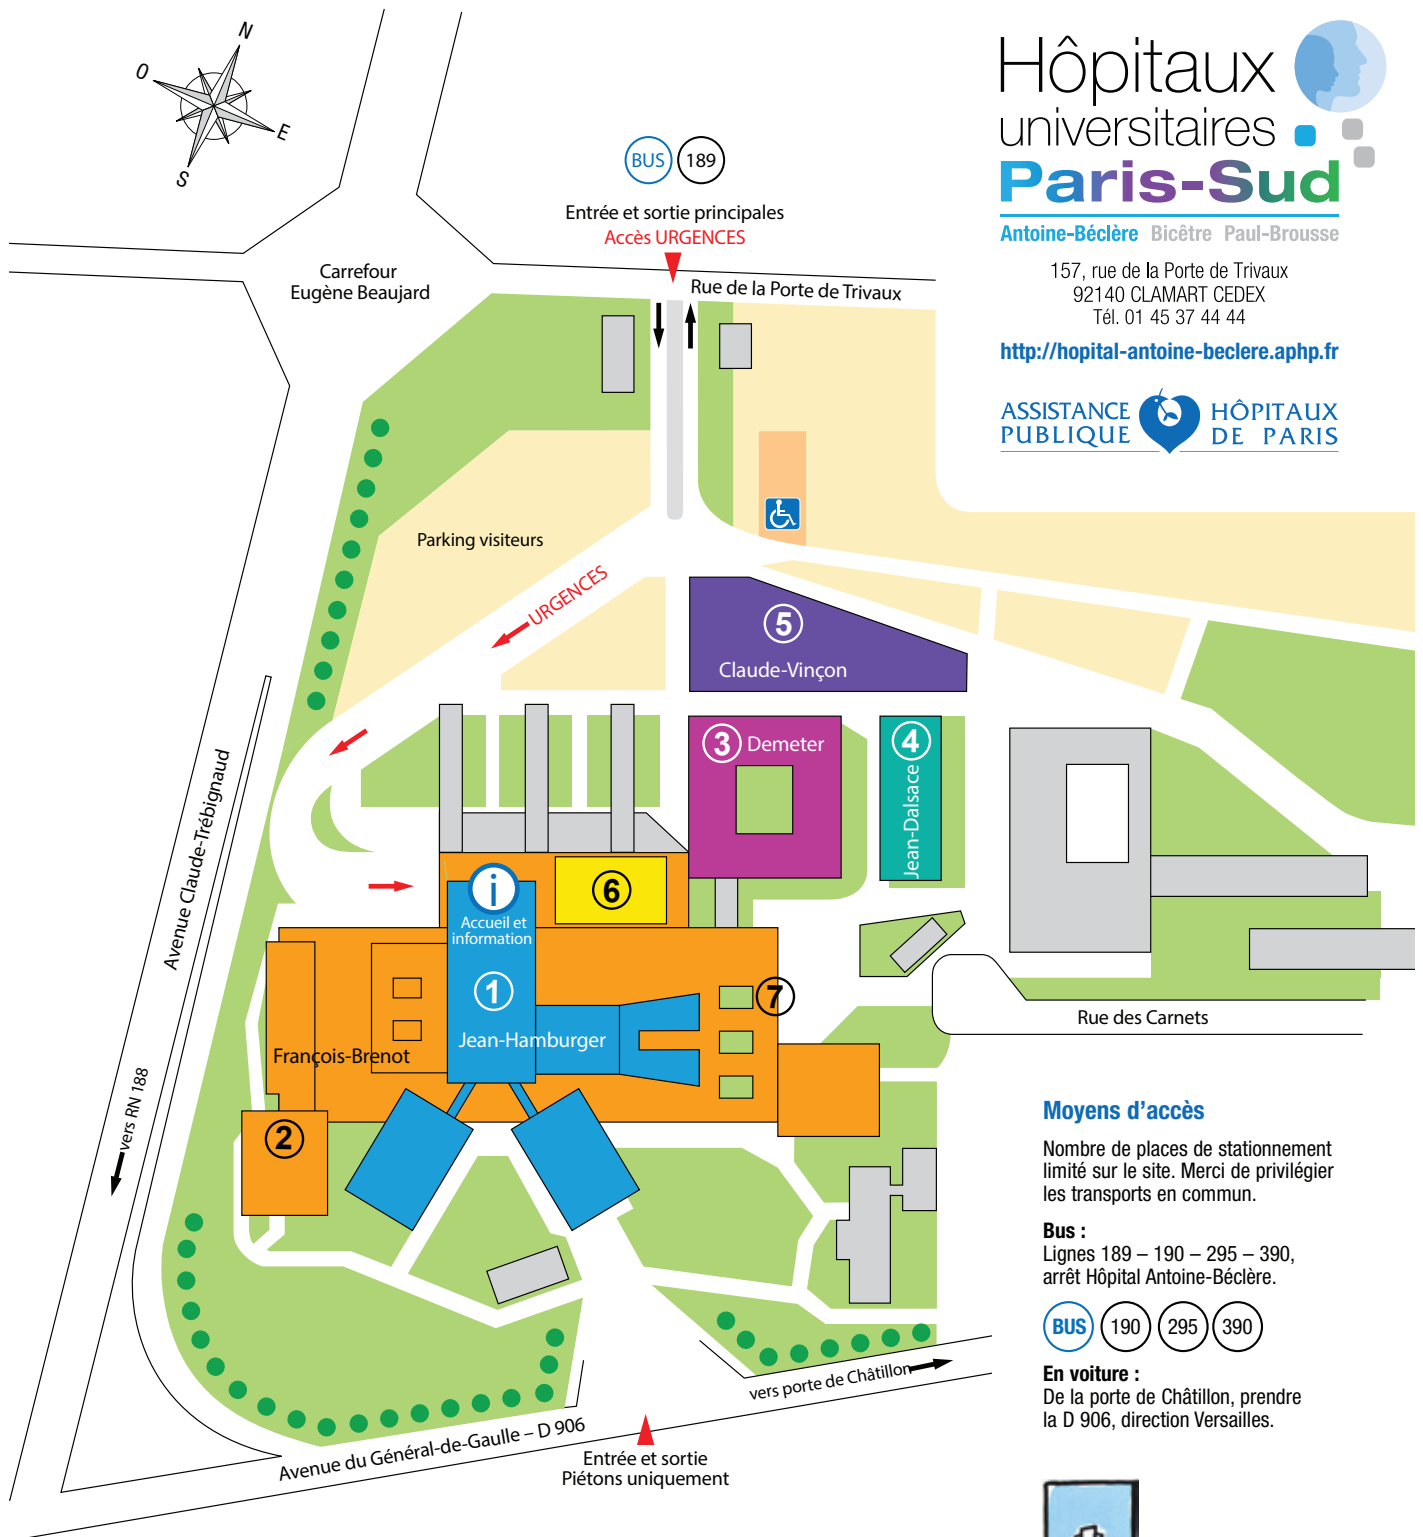 N
O
E
S
BUS 189
Entrée et sortie principales
Accès URGENCES
Carrefour
Eugène Beaujard
Rue de la Porte de Trivaux
Hôpitaux
universitaires
Paris-Sud
Antoine-Béclère Bicêtre Paul-Brousse
157, rue de la Porte de Trivaux
92140 CLAMART CEDEX
Tél. 01 45 37 44 44
http://hopital-antoine-beclere.aphp.fr
ASSISTANCE
PUBLIQUE
HÔPITAUX
DE PARIS
Parking visiteurs
URGENCES
5
Claude-Vinçon
3 Demeter
4
Jean-Dalsace
Avenue Claude-Trébignaud
vers RN 188
i
Accueil et
information
6
1
Jean-Hamburger
7
François-Brenot
2
Rue des Carnets
Moyens d'accès
Nombre de places de stationnement
limité sur le site. Merci de privilégier
les transports en commun.
Bus :
Lignes 189 – 190 – 295 – 390,
arrêt Hôpital Antoine-Béclère.
BUS 190 295 390
En voiture :
De la porte de Châtillon, prendre
la D 906, direction Versailles.
vers porte de Châtillon
Avenue du Général-de-Gaulle – D 906
Entrée et sortie
Piétons uniquement